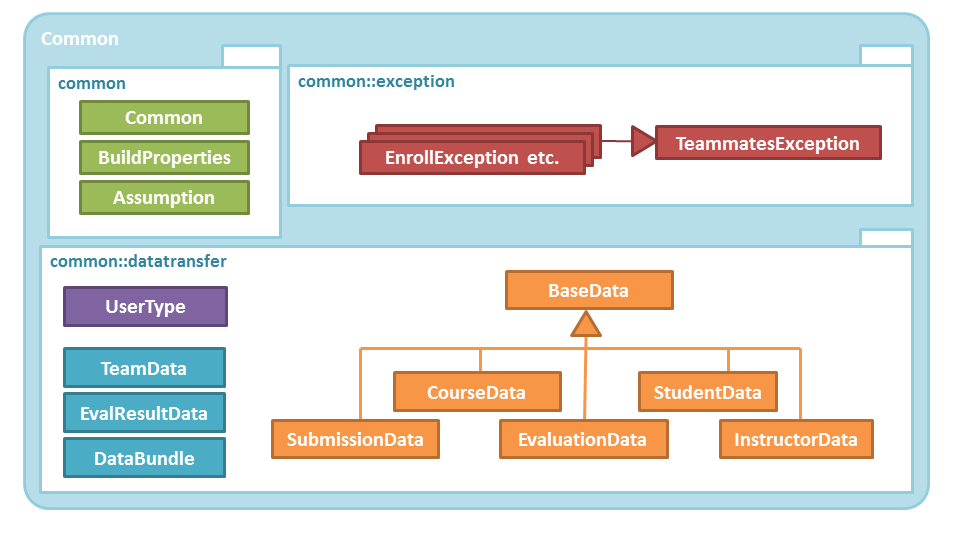 Common
common
Common
BuildProperties
Assumption
common::exception
EnrollException etc.
TeammatesException
common::datatransfer
UserType
TeamData
EvalResultData
DataBundle
BaseData
CourseData
StudentData
SubmissionData
EvaluationData
InstructorData